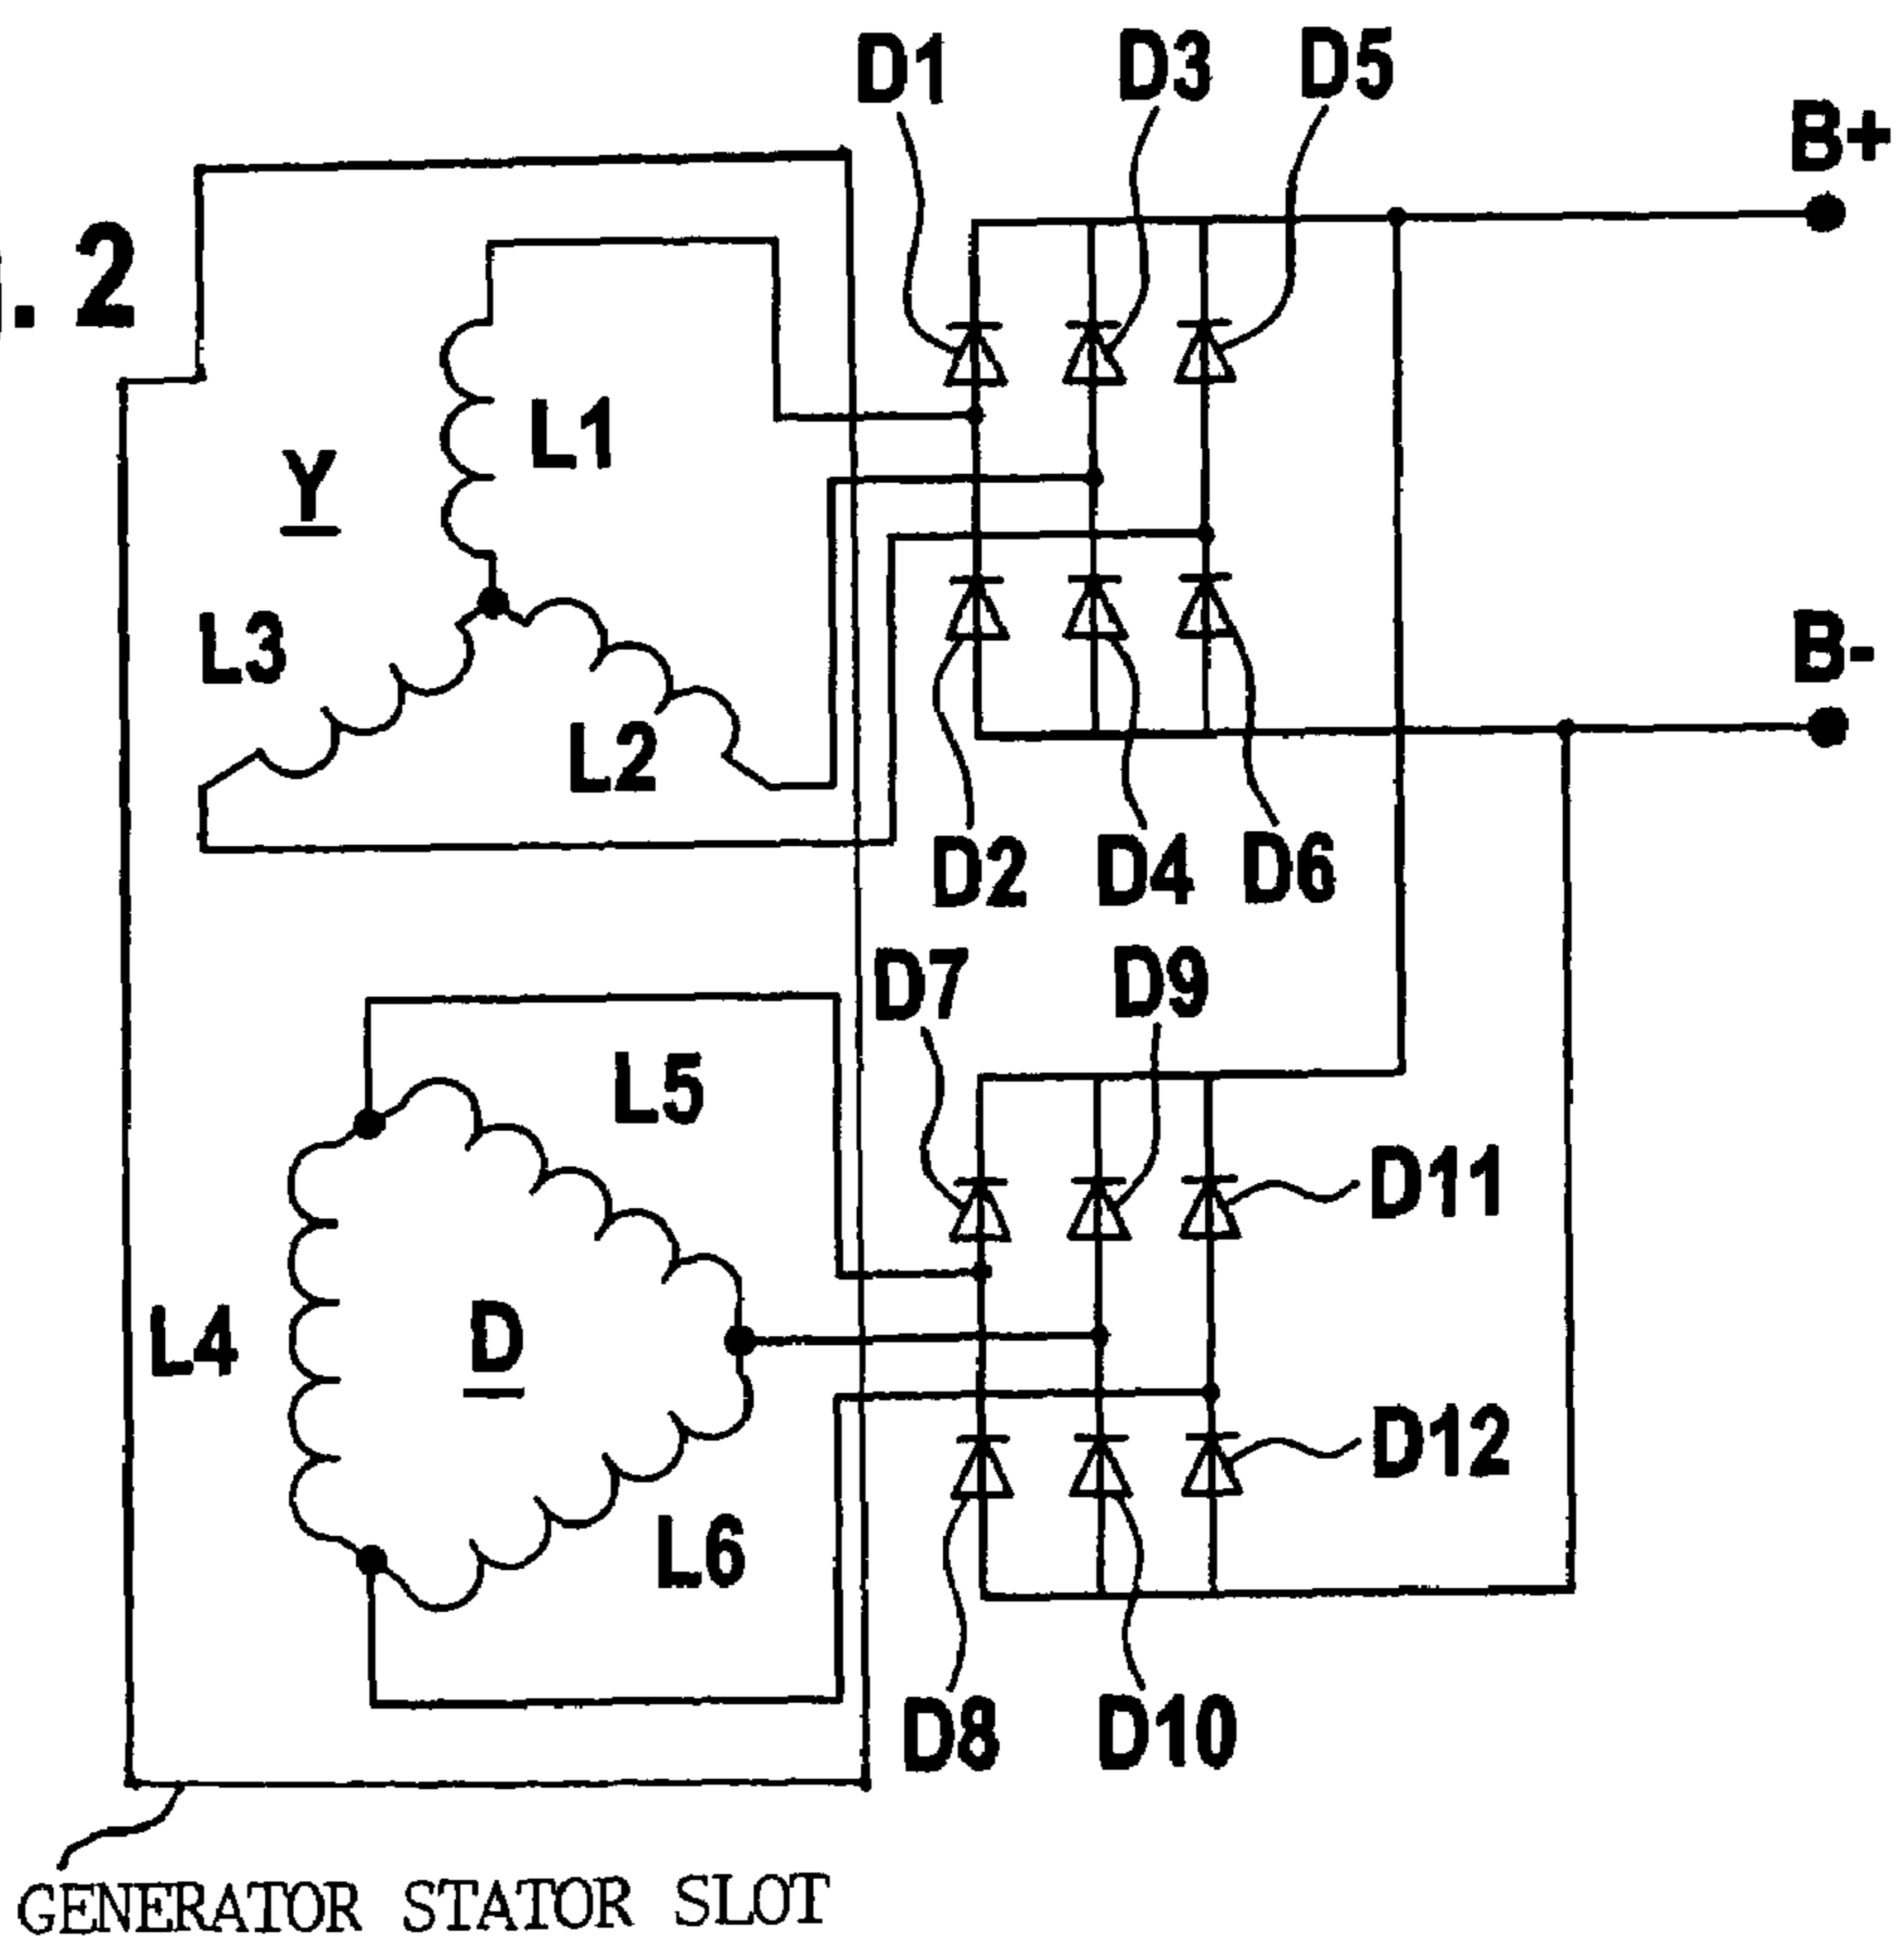 . 2
D1 D3 D5
B+
L1
Y
L3
L2
B-
D2 D4 D6
D7 D9
L5
D11
L4
D
D12
L6
D8 D10
GENERATOR STATOR SLOT